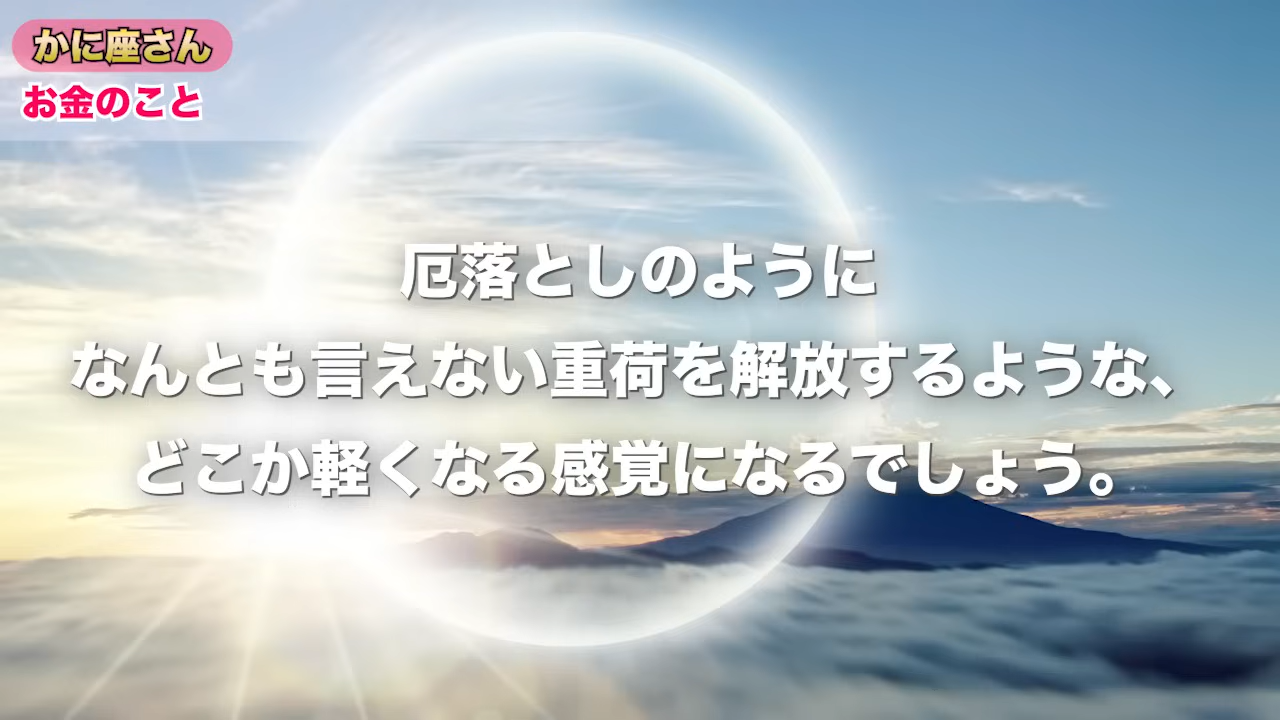 かに座さん
お金のこと
厄落としのように
なんとも言えない重荷を解放するような、
どこか軽くなる感覚になるでしょう。